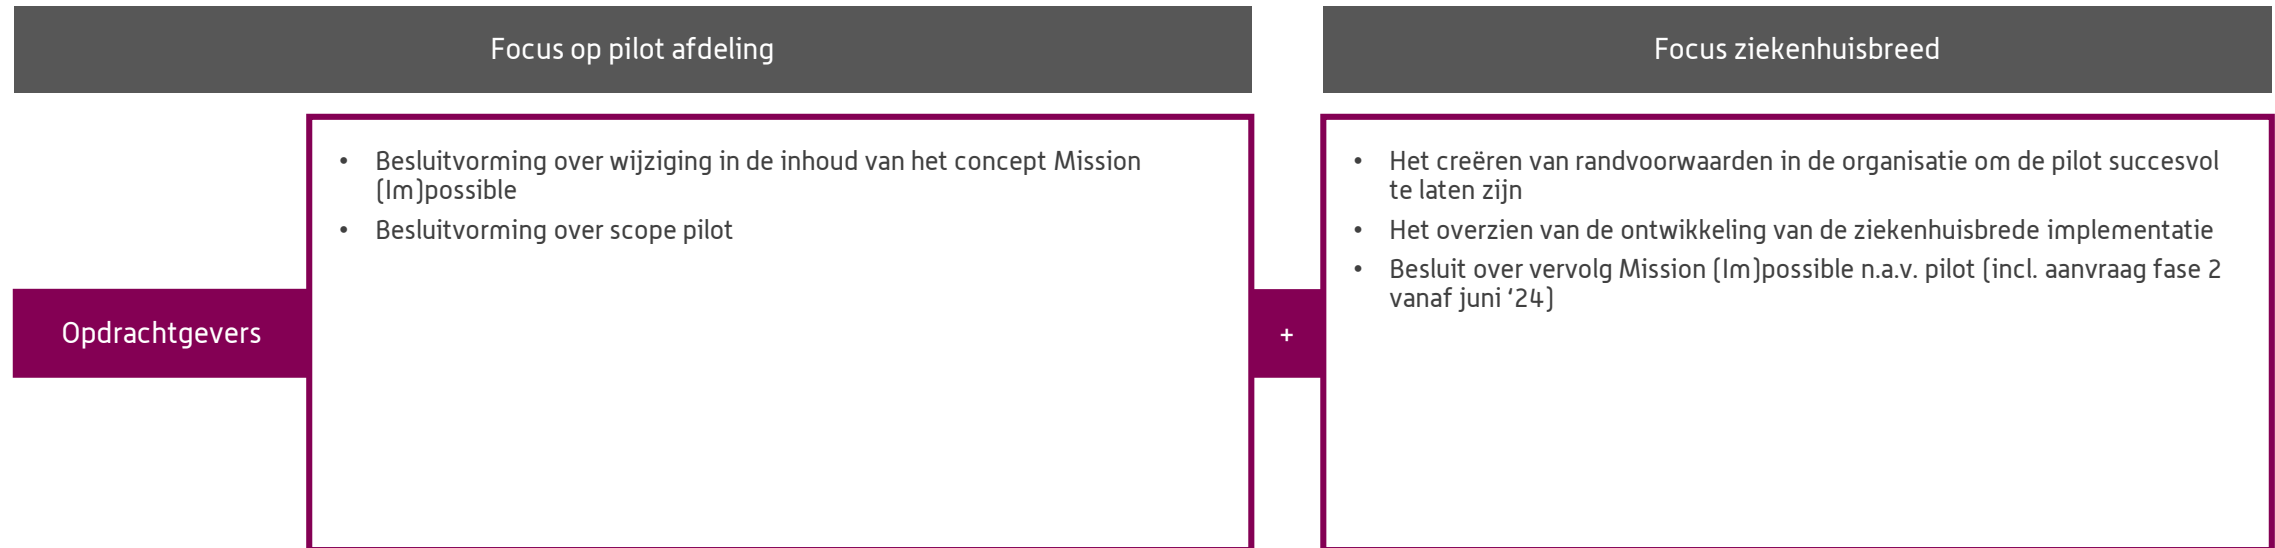 Focus op pilot afdeling
Focus ziekenhuisbreed
Opdrachtgevers
• Besluitvorming over wijziging in de inhoud van het concept Mission
(Im)possible
• Besluitvorming over scope pilot
+
• Het creëren van randvoorwaarden in de organisatie om de pilot succesvol
te laten zijn
• Het overzien van de ontwikkeling van de ziekenhuisbrede implementatie
• Besluit over vervolg Mission (Im)possible n.a.v. pilot (incl. aanvraag fase 2
vanaf juni ‘24)